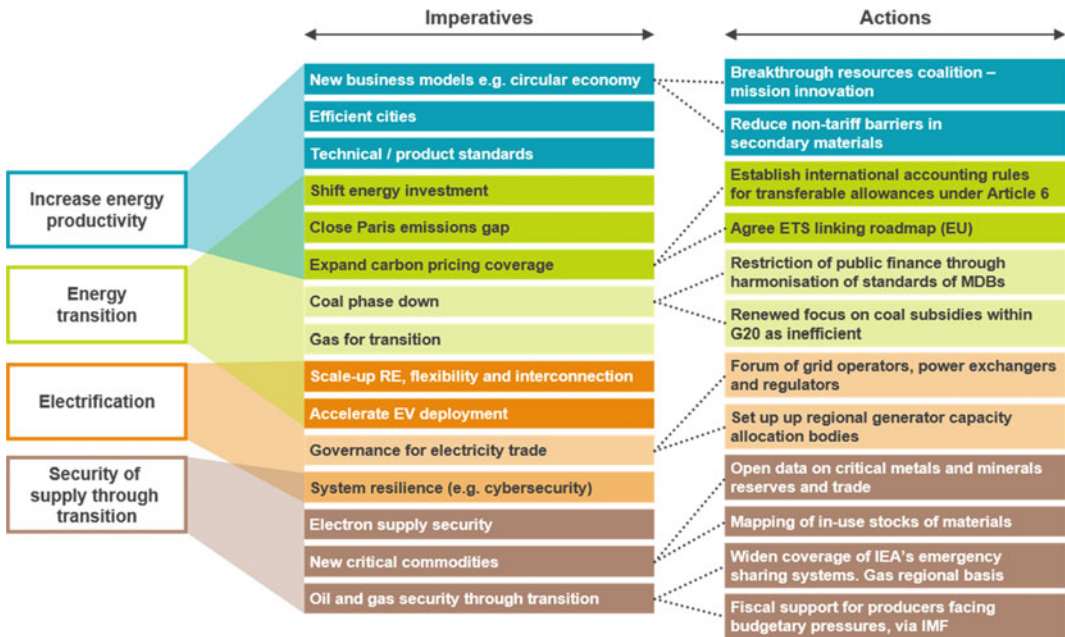 Imperatives
Actions
Increase energy
productivity
Energy
transition
Electrification
Security of
supply through
transition
New business models e.g. circular economy
Efficient cities
Technical / product standards
Shift energy investment
Close Paris emissions gap
Expand carbon pricing coverage
Coal phase down
Gas for transition
Scale-up RE, flexibility and interconnection
Accelerate EV deployment
Governance for electricity trade
System resilience (e.g. cybersecurity)
Electron supply security
New critical commodities
Oil and gas security through transition
Breakthrough resources coalition –
mission innovation
Reduce non-tariff barriers in
secondary materials
Establish international accounting rules
for transferable allowances under Article 6
Agree ETS linking roadmap (EU)
Restriction of public finance through
harmonisation of standards of MDBs
Renewed focus on coal subsidies within
G20 as inefficient
Forum of grid operators, power exchangers
and regulators
Set up up regional generator capacity
allocation bodies
Open data on critical metals and minerals
reserves and trade
Mapping of in-use stocks of materials
Widen coverage of IEA's emergency
sharing systems. Gas regional basis
Fiscal support for producers facing
budgetary pressures, via IMF